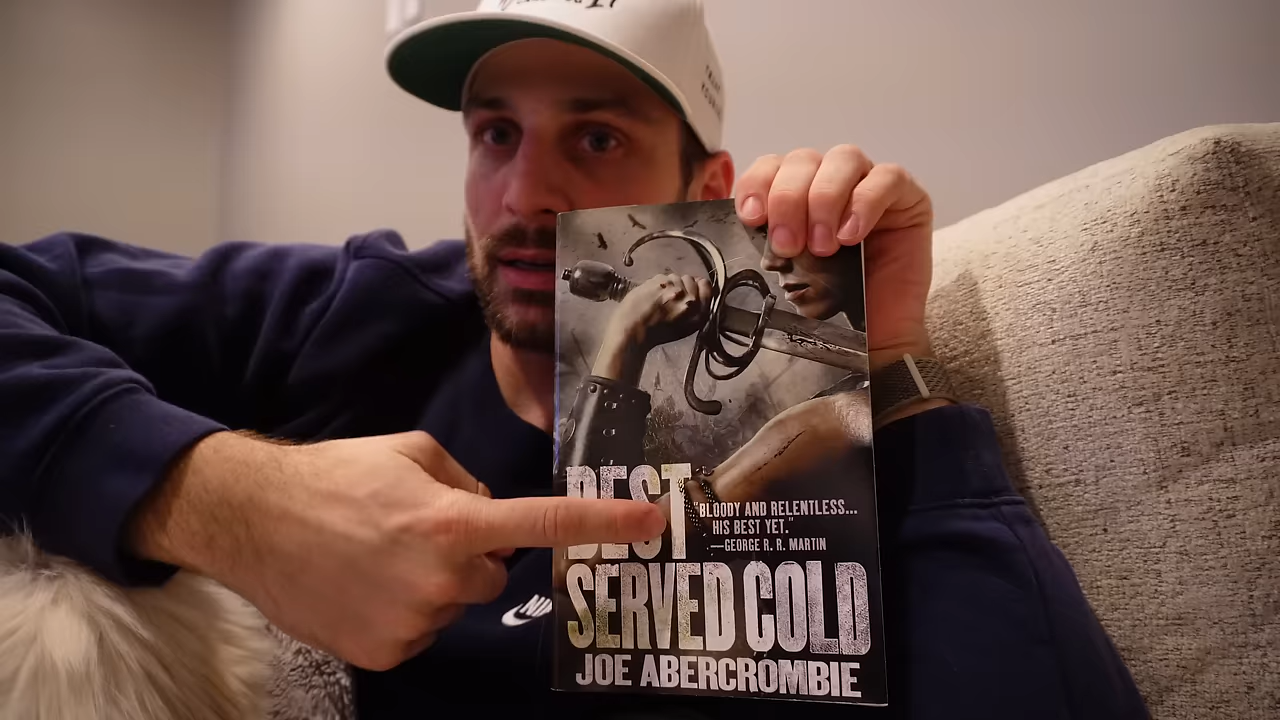 BEST
"BLOODY AND RELENTLESS...
HIS BEST YET."
—GEORGE R. R. MARTIN
SERVED COLD
JOE ABERCROMBIE